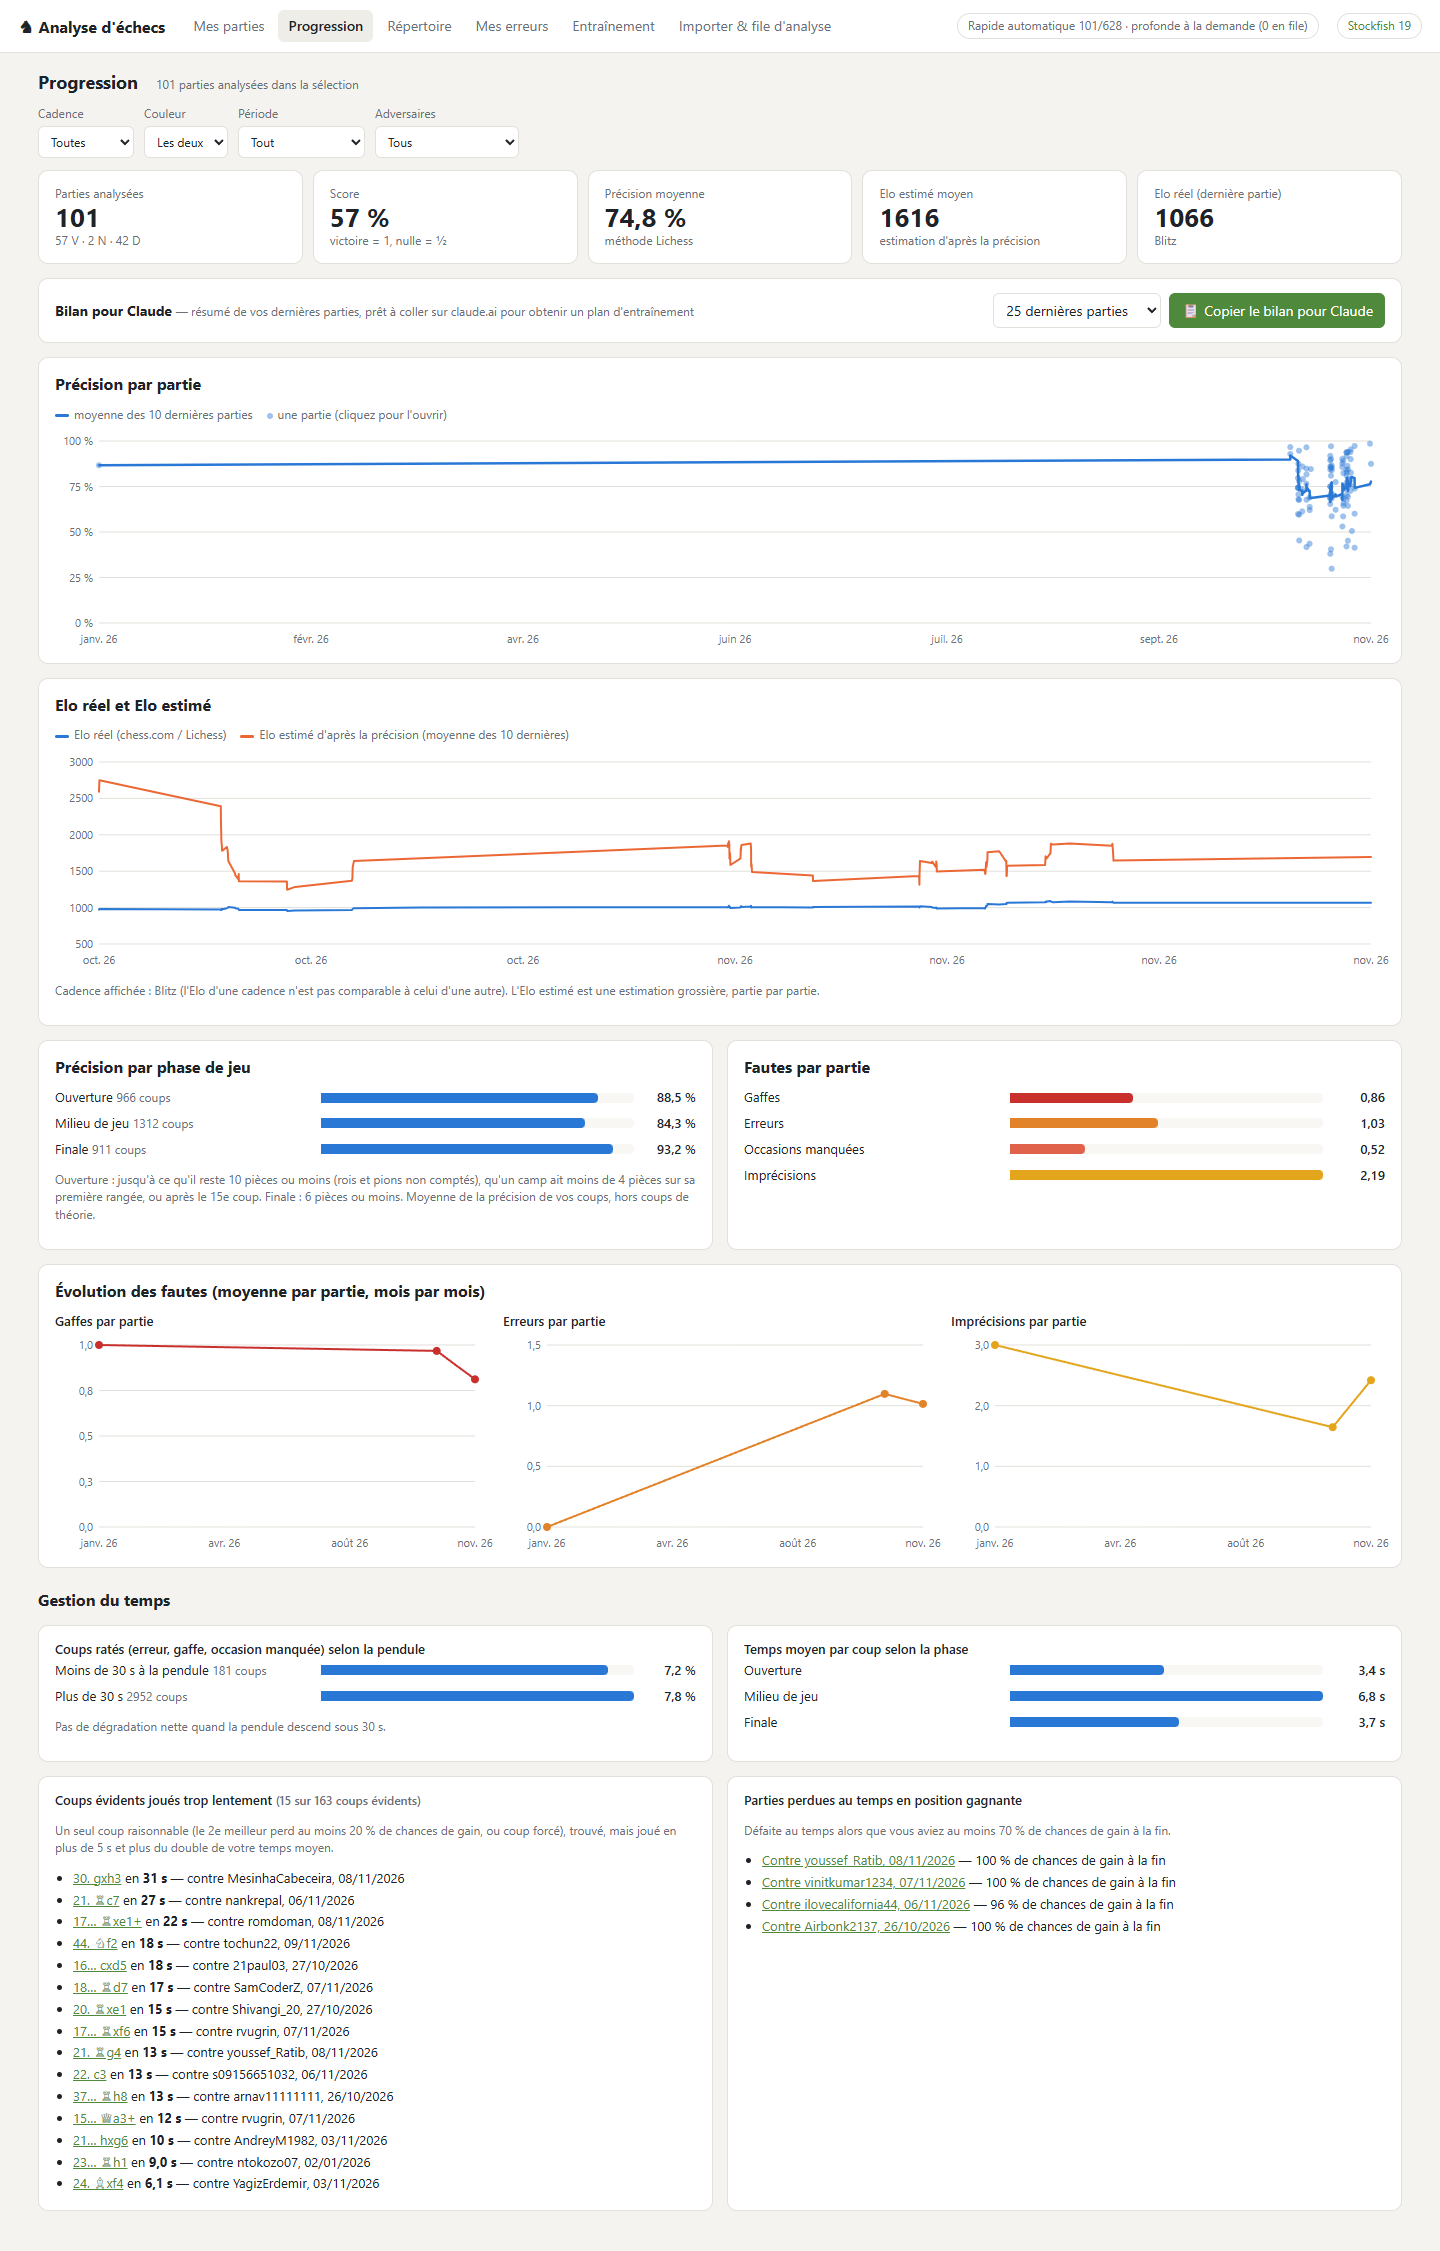 ♞ Analyse d'échecs
Mes parties
Progression
Répertoire
Mes erreurs
Entraînement
Importer & file d'analyse
Rapide automatique 101/628 · profonde à la demande (0 en file)
Stockfish 19
Progression
101 parties analysées dans la sélection
Cadence
Couleur
Période
Adversaires
Toutes
Les deux
Tout
Tous
Parties analysées
101
57 V · 2 N · 42 D
Score
57 %
victoire = 1, nulle = ½
Précision moyenne
74,8 %
méthode Lichess
Elo estimé moyen
1616
estimation d'après la précision
Elo réel (dernière partie)
1066
Blitz
Bilan pour Claude — résumé de vos dernières parties, prêt à coller sur claude.ai pour obtenir un plan d'entraînement
25 dernières parties
📋 Copier le bilan pour Claude
Précision par partie
moyenne des 10 dernières parties
une partie (cliquez pour l'ouvrir)
100 %
75 %
50 %
25 %
0 %
janv. 26
févr. 26
avr. 26
juin 26
juil. 26
sept. 26
nov. 26
Elo réel et Elo estimé
Elo réel (chess.com / Lichess)
Elo estimé d'après la précision (moyenne des 10 dernières)
3000
2500
2000
1500
1000
500
oct. 26
oct. 26
oct. 26
nov. 26
nov. 26
nov. 26
nov. 26
Cadence affichée : Blitz (l'Elo d'une cadence n'est pas comparable à celui d'une autre). L'Elo estimé est une estimation grossière, partie par partie.
Précision par phase de jeu
Ouverture 966 coups 88,5 %
Milieu de jeu 1312 coups 84,3 %
Finale 911 coups 93,2 %
Ouverture : jusqu'à ce qu'il reste 10 pièces ou moins (rois et pions non comptés), qu'un camp ait moins de 4 pièces sur sa
première rangée, ou après le 15e coup. Finale : 6 pièces ou moins. Moyenne de la précision de vos coups, hors coups de
théorie.
Fautes par partie
Gaffes 0,86
Erreurs 1,03
Occasions manquées 0,52
Imprécisions 2,19
Évolution des fautes (moyenne par partie, mois par mois)
Gaffes par partie
1,0
0,8
0,5
0,3
0,0
janv. 26
avr. 26
août 26
nov. 26
Erreurs par partie
1,5
1,0
0,5
0,0
janv. 26
avr. 26
août 26
nov. 26
Imprécisions par partie
3,0
2,0
1,0
0,0
janv. 26
avr. 26
août 26
nov. 26
Gestion du temps
Coups ratés (erreur, gaffe, occasion manquée) selon la pendule
Moins de 30 s à la pendule 181 coups 7,2 %
Plus de 30 s 2952 coups 7,8 %
Pas de dégradation nette quand la pendule descend sous 30 s.
Temps moyen par coup selon la phase
Ouverture 3,4 s
Milieu de jeu 6,8 s
Finale 3,7 s
Coups évidents joués trop lentement (15 sur 163 coups évidents)
Un seul coup raisonnable (le 2e meilleur perd au moins 20 % de chances de gain, ou coup forcé), trouvé, mais joué en
plus de 5 s et plus du double de votre temps moyen.
• 30. gxh3 en 31 s — contre MesinhaCabeceira, 08/11/2026
• 21. ♖c7 en 27 s — contre nankrepal, 06/11/2026
• 17... ♖xe1+ en 22 s — contre romdoman, 08/11/2026
• 44. ♘f2 en 18 s — contre tochun22, 09/11/2026
• 16... cxd5 en 18 s — contre 21paul03, 27/10/2026
• 18... ♖d7 en 17 s — contre SamCoderZ, 07/11/2026
• 20. ♖xe1 en 15 s — contre Shivangi_20, 27/10/2026
• 17... ♖xf6 en 15 s — contre rvugrin, 07/11/2026
• 21. ♖g4 en 13 s — contre youssef_Ratib, 08/11/2026
• 22. c3 en 13 s — contre s09156651032, 06/11/2026
• 37... ♖h8 en 13 s — contre arnav11111111, 26/10/2026
• 15... ♕a3+ en 12 s — contre rvugrin, 07/11/2026
• 21... hxg6 en 10 s — contre AndreyM1982, 03/11/2026
• 23... ♖h1 en 9,0 s — contre ntokozo07, 02/01/2026
• 24. ♗xf4 en 6,1 s — contre YagizErdemir, 03/11/2026
Parties perdues au temps en position gagnante
Défaite au temps alors que vous aviez au moins 70 % de chances de gain à la fin.
• Contre youssef_Ratib, 08/11/2026 — 100 % de chances de gain à la fin
• Contre vinitkumar1234, 07/11/2026 — 100 % de chances de gain à la fin
• Contre ilovecalifornia44, 06/11/2026 — 96 % de chances de gain à la fin
• Contre Airbonk2137, 26/10/2026 — 100 % de chances de gain à la fin